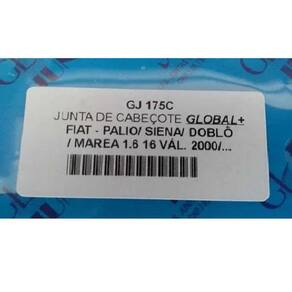 GJ 175C
JUNTA DE CABEÇOTE GLOBAL+
FIAT - PALIO/ SIENA/ DOBLÔ
/ MAREA 1.6 16 VÁL. 2000/...